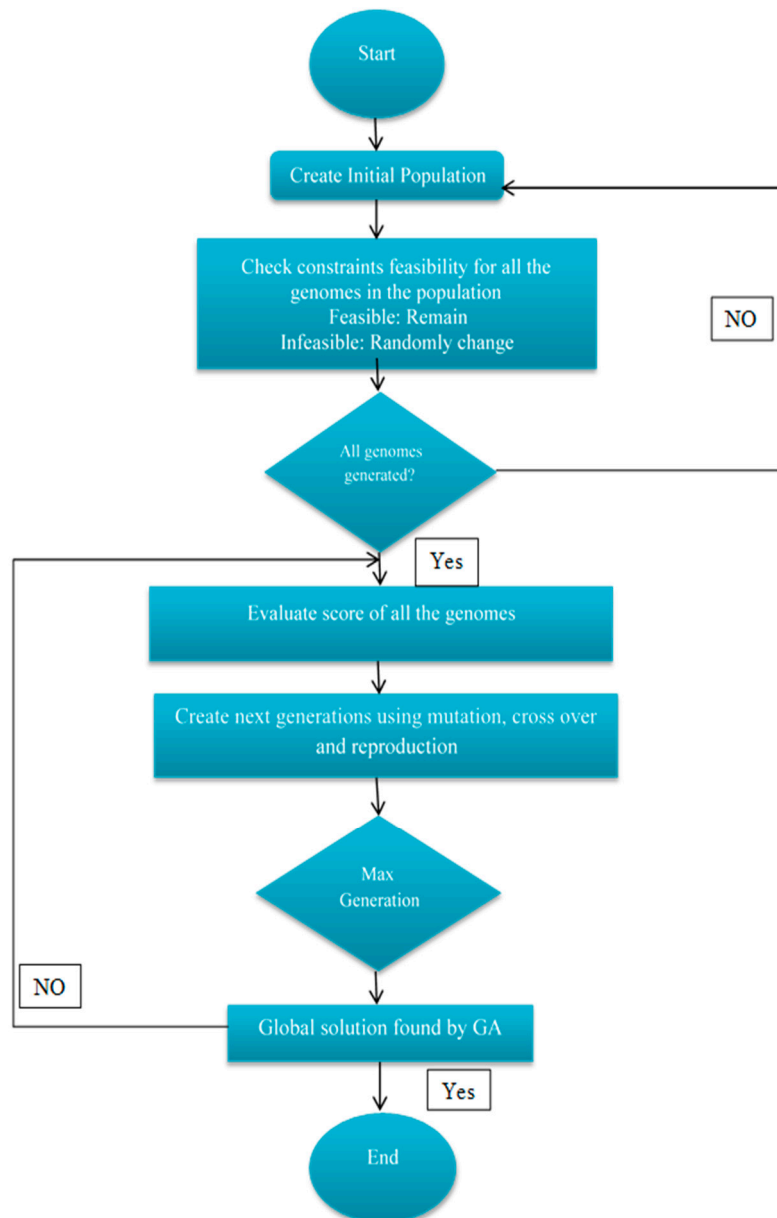 Start
Create Initial Population
Check constraints feasibility for all the
genomes in the population
Feasible: Remain
Infeasible: Randomly change
NO
All genomes
generated?
Yes
Evaluate score of all the genomes
Create next generations using mutation, cross over
and reproduction
Max
Generation
NO
Global solution found by GA
Yes
End